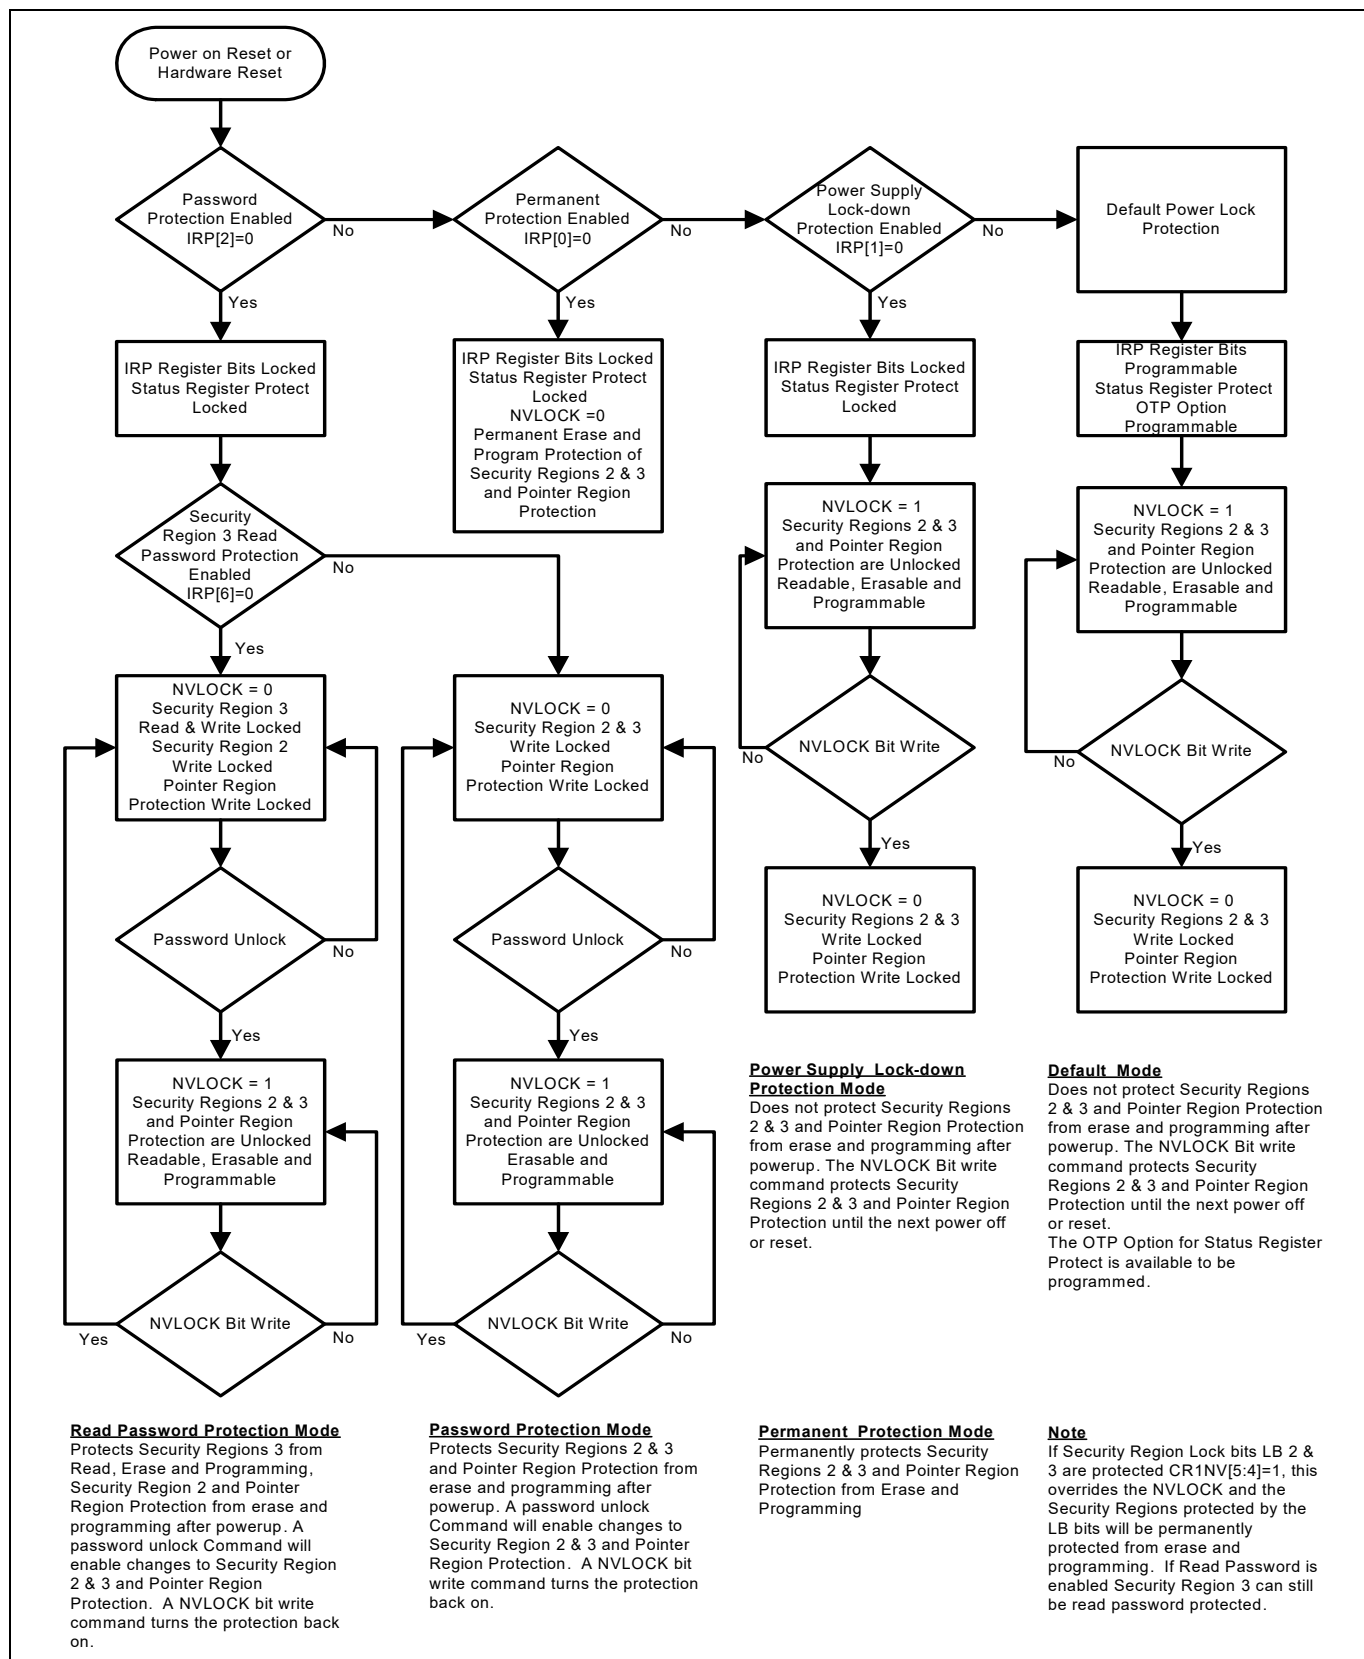 Power on Reset or
Hardware Reset
Password
Protection Enabled
IRP[2]=0
No
Yes
Permanent
Protection Enabled
IRP[0]=0
No
Yes
Power Supply
Lock-down
Protection Enabled
IRP[1]=0
No
Yes
Default Power Lock
Protection
IRP Register Bits Locked
Status Register Protect
Locked
IRP Register Bits Locked
Status Register Protect
Locked
NVLOCK =0
Permanent Erase and
Program Protection of
Security Regions 2 & 3
and Pointer Region
Protection
IRP Register Bits Locked
Status Register Protect
Locked
IRP Register Bits
Programmable
Status Register Protect
OTP Option
Programmable
Security
Region 3 Read
Password Protection
Enabled
IRP[6]=0
No
Yes
NVLOCK = 1
Security Regions 2 & 3
and Pointer Region
Protection are Unlocked
Readable, Erasable and
Programmable
NVLOCK = 1
Security Regions 2 & 3
and Pointer Region
Protection are Unlocked
Readable, Erasable and
Programmable
NVLOCK = 0
Security Region 3
Read & Write Locked
Security Region 2
Write Locked
Pointer Region
Protection Write Locked
NVLOCK = 0
Security Region 2 & 3
Write Locked
Pointer Region
Protection Write Locked
NVLOCK Bit Write
No
Yes
NVLOCK Bit Write
No
Yes
Password Unlock
No
Yes
Password Unlock
No
Yes
NVLOCK = 0
Security Regions 2 & 3
Write Locked
Pointer Region
Protection Write Locked
NVLOCK = 0
Security Regions 2 & 3
Write Locked
Pointer Region
Protection Write Locked
NVLOCK = 1
Security Regions 2 & 3
and Pointer Region
Protection are Unlocked
Readable, Erasable and
Programmable
NVLOCK = 1
Security Regions 2 & 3
and Pointer Region
Protection are Unlocked
Erasable and
Programmable
NVLOCK Bit Write
Yes
No
NVLOCK Bit Write
Yes
No
Power Supply Lock-down
Protection Mode
Does not protect Security Regions
2 & 3 and Pointer Region Protection
from erase and programming after
powerup. The NVLOCK Bit write
command protects Security
Regions 2 & 3 and Pointer Region
Protection until the next power off
or reset.
Default Mode
Does not protect Security Regions
2 & 3 and Pointer Region Protection
from erase and programming after
powerup. The NVLOCK Bit write
command protects Security
Regions 2 & 3 and Pointer Region
Protection until the next power off
or reset.
The OTP Option for Status Register
Protect is available to be
programmed.
Read Password Protection Mode
Protects Security Regions 3 from
Read, Erase and Programming,
Security Region 2 and Pointer
Region Protection from erase and
programming after powerup. A
password unlock Command will
enable changes to Security Region
2 & 3 and Pointer Region
Protection. A NVLOCK bit write
command turns the protection back
on.
Password Protection Mode
Protects Security Regions 2 & 3
and Pointer Region Protection from
erase and programming after
powerup. A password unlock
Command will enable changes to
Security Region 2 & 3 and Pointer
Region Protection. A NVLOCK bit
write command turns the protection
back on.
Permanent Protection Mode
Permanently protects Security
Regions 2 & 3 and Pointer Region
Protection from Erase and
Programming
Note
If Security Region Lock bits LB 2 &
3 are protected CR1NV[5:4]=1, this
overrides the NVLOCK and the
Security Regions protected by the
LB bits will be permanently
protected from erase and
programming. If Read Password is
enabled Security Region 3 can still
be read password protected.